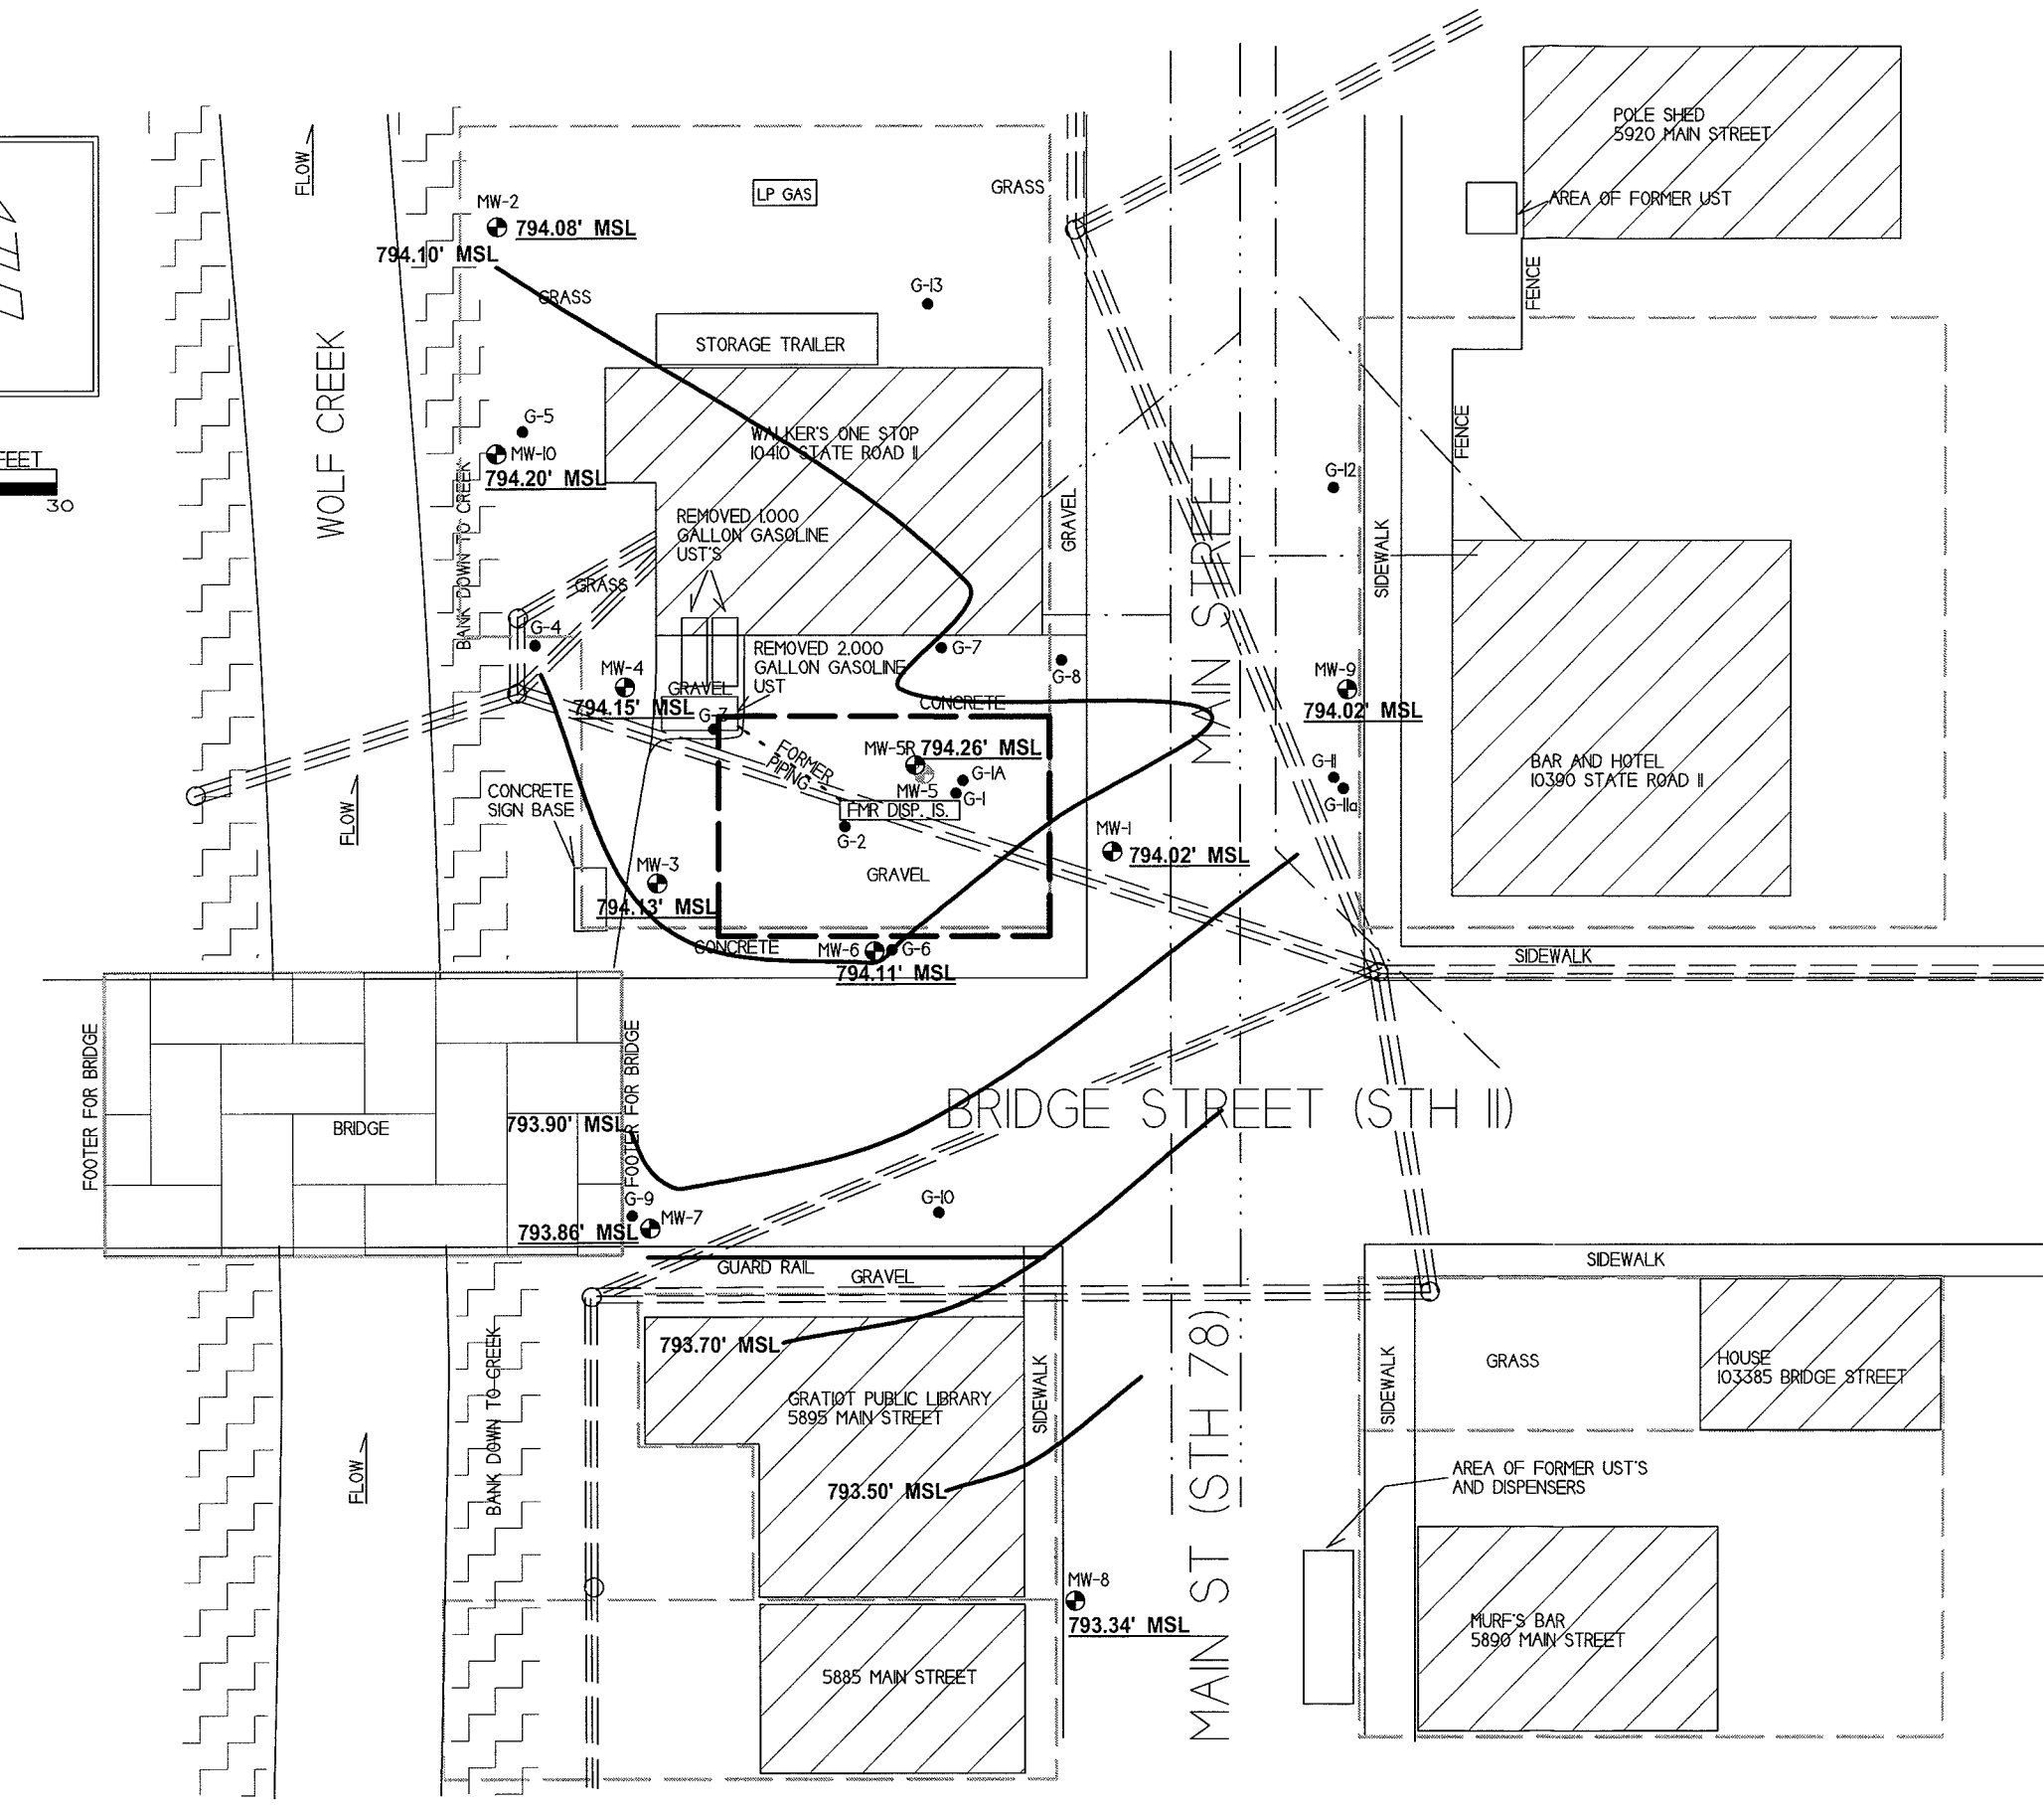 POLE SHED
5920 MAIN STREET
FLOW
LP GAS
GRASS
AREA OF FORMER UST
MW-2
794.08' MSL
794.10' MSL
GRASS
G-13
FENCE
STORAGE TRAILER
WOLF CREEK
G-5
WALKER'S ONE STOP
10410 STATE ROAD 11
FENCE
MW-10
794.20' MSL
FEET
30
G-12
MAIN STREET
BANK DOWN TO CREEK
REMOVED 1,000
GALLON GASOLINE
UST'S
GRAVEL
SIDEWALK
GRASS
G-4
REMOVED 2,000
GALLON GASOLINE
UST
G-7
G-8
MW-4
GRAVEL
794.15' MSL
CONCRETE
MW-9
794.02' MSL
G-7
FORMER
PIPING
MW-5R
794.26' MSL
MW-5
G-1A
G-1
FMR DISP. IS.
G-2
G-11
G-11a
BAR AND HOTEL
10390 STATE ROAD 11
CONCRETE
SIGN BASE
FLOW
MW-1
794.02' MSL
MW-3
794.13' MSL
GRAVEL
CONCRETE
MW-6
G-6
794.11' MSL
SIDEWALK
FOOTER FOR BRIDGE
FOOTER FOR BRIDGE
BRIDGE
793.90' MSL
BRIDGE STREET (STH 11)
G-9
MW-7
793.86' MSL
G-10
GUARD RAIL
GRAVEL
SIDEWALK
793.70' MSL
GRATIOT PUBLIC LIBRARY
5895 MAIN STREET
SIDEWALK
BANK DOWN TO CREEK
FLOW
MAIN ST (STH 78)
SIDEWALK
GRASS
HOUSE
103385 BRIDGE STREET
793.50' MSL
AREA OF FORMER UST'S
AND DISPENSERS
MW-8
793.34' MSL
MURF'S BAR
5890 MAIN STREET
5885 MAIN STREET